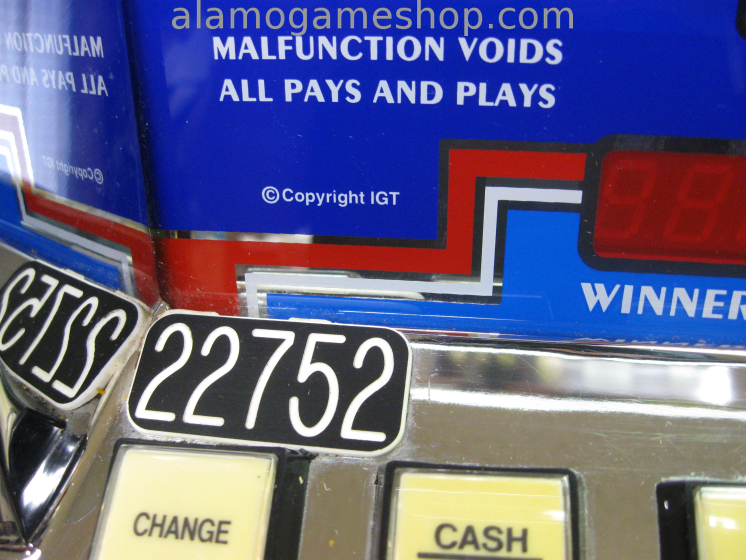 alamogameshop.com
MALFUNCTION VOIDS
ALL PAYS AND PLAYS
©Copyright IGT
WINNER
22752
CHANGE
CASH